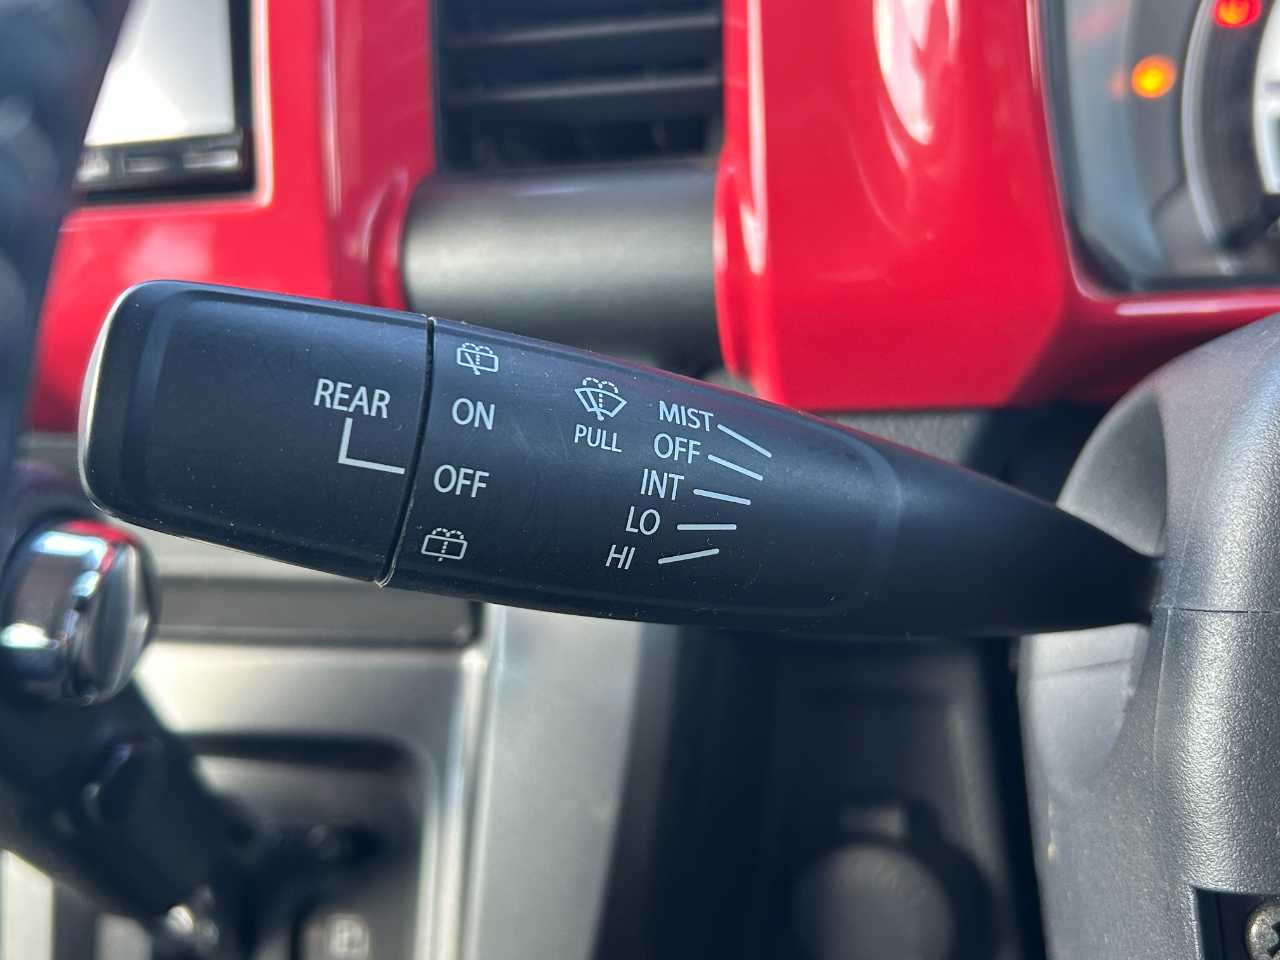 REAR
ON
OFF
PULL
MIST
OFF
INT
LO
HI